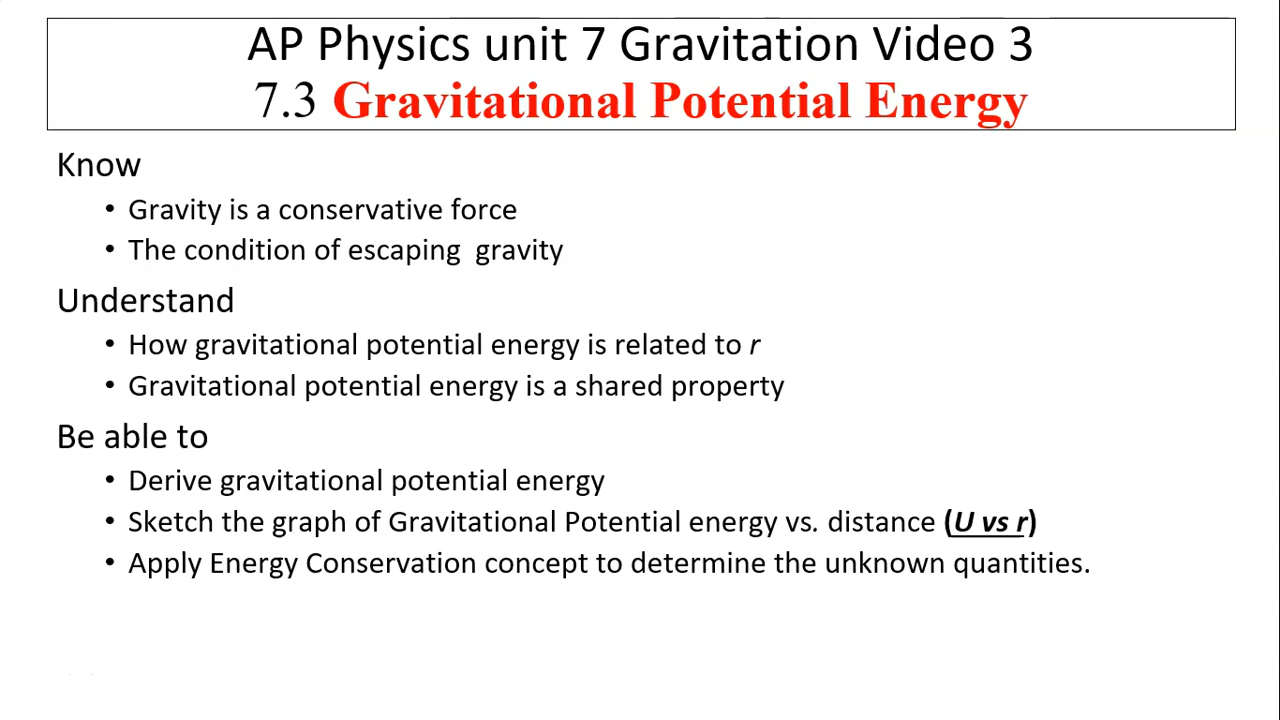 AP Physics unit 7 Gravitation Video 3
7.3 Gravitational Potential Energy
Know
• Gravity is a conservative force
• The condition of escaping  gravity
Understand
• How gravitational potential energy is related to r
• Gravitational potential energy is a shared property
Be able to
• Derive gravitational potential energy
• Sketch the graph of Gravitational Potential energy vs. distance (U vs r)
• Apply Energy Conservation concept to determine the unknown quantities.